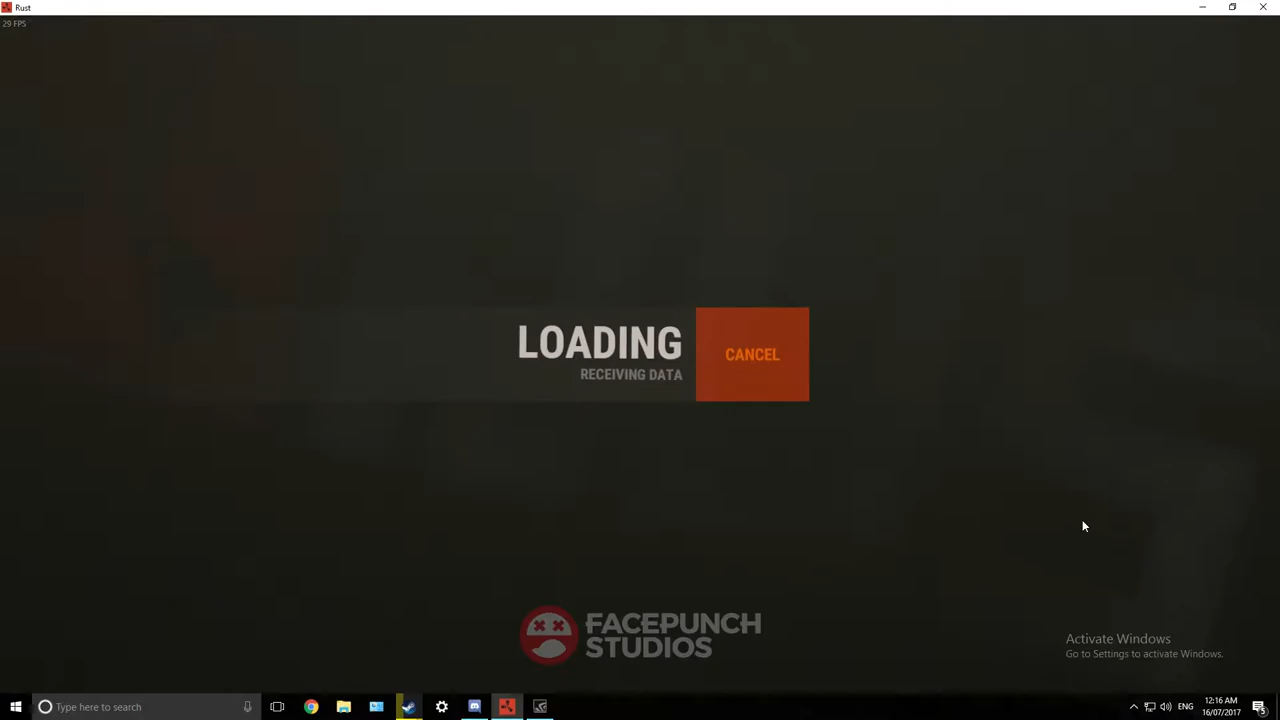 Rust
29 FPS
LOADING
RECEIVING DATA
CANCEL
FACEPUNCH
STUDIOS
Activate Windows
Go to Settings to activate Windows.
Type here to search
ENG
12:16 AM
16/07/2017
5